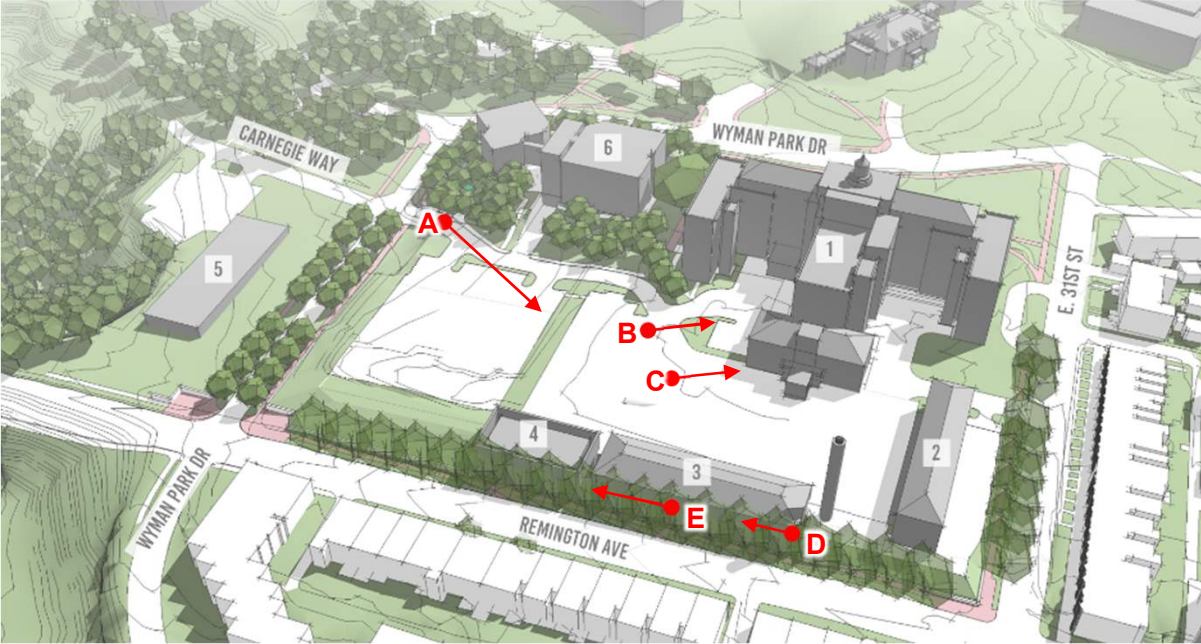 CARNEGIE WAY
6
WYMAN PARK DR
A
5
1
E. 31ST ST
B
C
4
3
2
E
D
REMINGTON AVE
WYMAN PARK DR